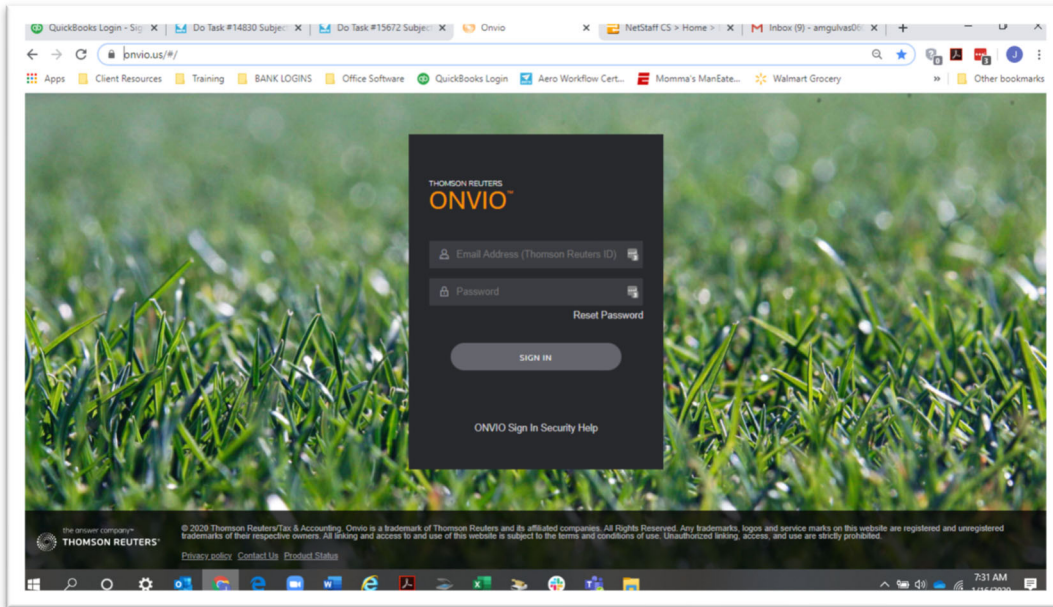 QuickBooks Login - Sig
Do Task #14830 Subject
Do Task #15672 Subject
Onvio
NetStaff CS > Home >
Inbox (9) - amgulvas06
onvio.us/#/
Apps
Client Resources
Training
BANK LOGINS
Office Software
QuickBooks Login
Aero Workflow Cert...
Momma's ManEate...
Walmart Grocery
»
Other bookmarks
THOMSON REUTERS
ONVIO™
Email Address (Thomson Reuters ID)
Password
Reset Password
SIGN IN
ONVIO Sign In Security Help
the answer company™
THOMSON REUTERS®
© 2020 Thomson Reuters/Tax & Accounting. Onvio is a trademark of Thomson Reuters and its affiliated companies. All Rights Reserved. Any trademarks, logos and service marks on this website are registered and unregistered
trademarks of their respective owners. All linking and access to and use of this website is subject to the terms and conditions of use. Unauthorized linking, access, and use are strictly prohibited.
Privacy policy Contact Us Product Status
7:31 AM
1/16/2020